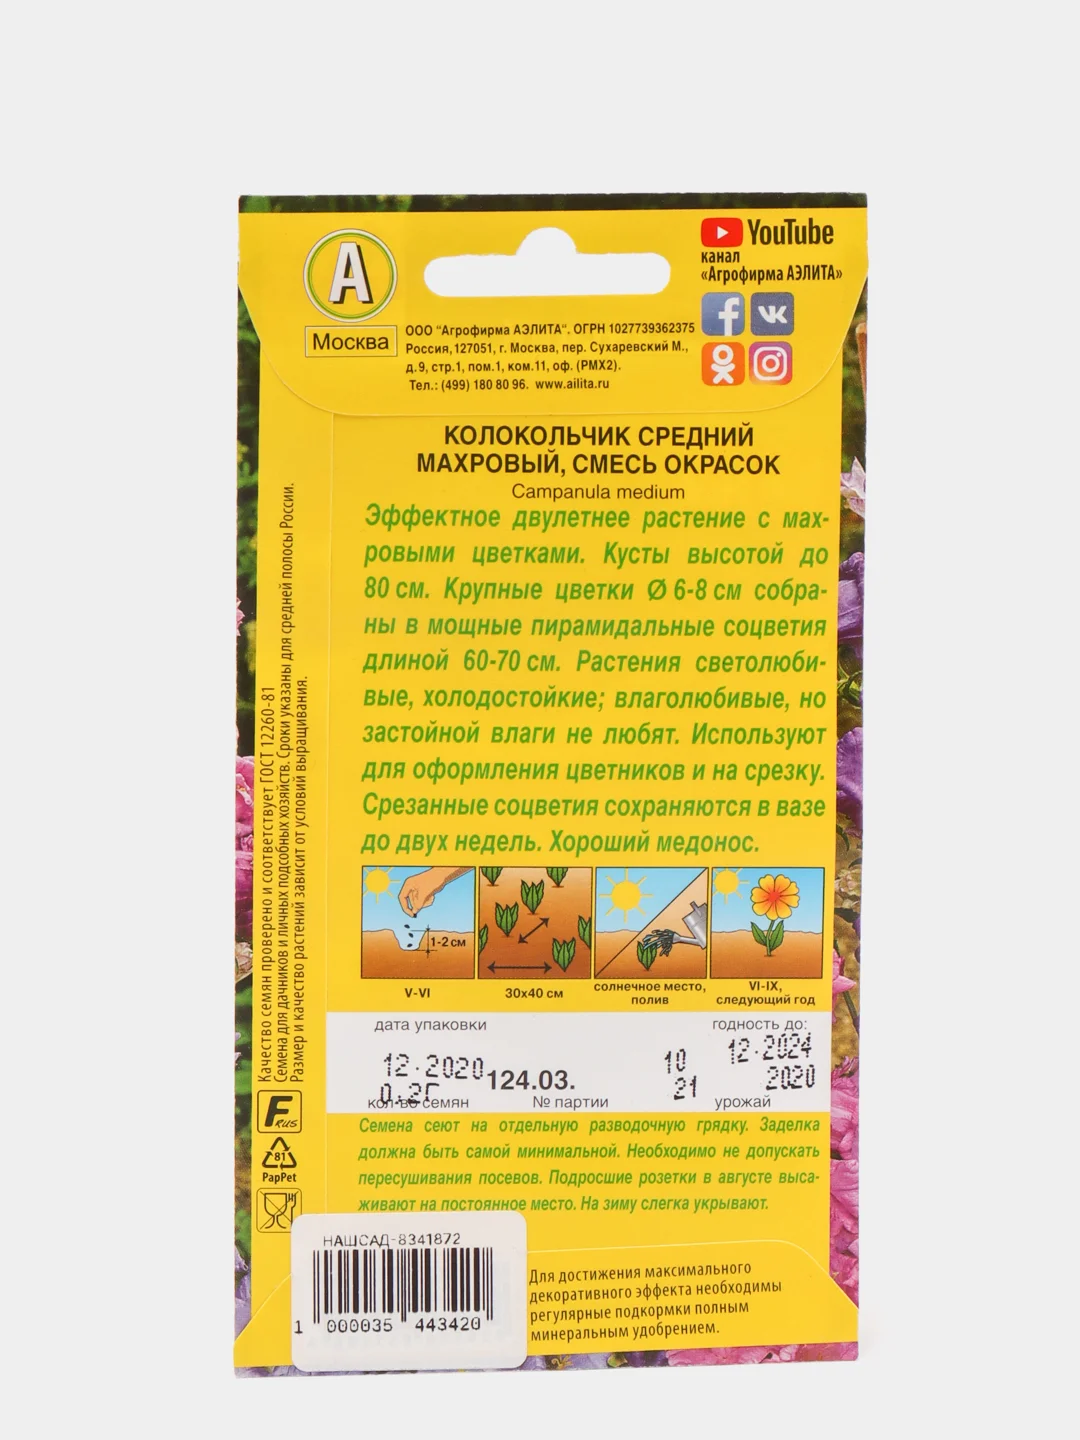 YouTube
канал
«Агрофирма АЭЛИТА»
А
Москва
ООО "Агрофирма АЭЛИТА". ОГРН 1027739362375
Россия,127051, г. Москва, пер. Сухаревский М.,
д.9, стр.1, пом.1, ком.11, оф. (РМХ2).
Тел.: (499) 180 80 96. www.ailita.ru
КОЛОКОЛЬЧИК СРЕДНИЙ
МАХРОВЫЙ, СМЕСЬ ОКРАСОК
Campanula medium
Эффектное двулетнее растение с мах-
ровыми цветками. Кусты высотой до
80 см. Крупные цветки Ø 6-8 см собра-
ны в мощные пирамидальные соцветия
длиной 60-70 см. Растения светолюби-
вые, холодостойкие; влаголюбивые, но
застойной влаги не любят. Используют
для оформления цветников и на срезку.
Срезанные соцветия сохраняются в вазе
до двух недель. Хороший медонос.
1-2 см
V-VI
30x40 см
солнечное место,
полив
VI-IX,
следующий год
дата упаковки
годность до:
12.2020
124.03.
10
21
12.2024
2020
0.2Г
кол-во семян
№ партии
урожай
Семена сеют на отдельную разводочную грядку. Заделка
должна быть самой минимальной. Необходимо не допускать
пересушивания посевов. Подросшие розетки в августе выса-
живают на постоянное место. На зиму слегка укрывают.
Для достижения максимального
декоративного эффекта необходимы
регулярные подкормки полным
минеральным удобрением.
Качество семян проверено и соответствует ГОСТ 12260-81
Семена для дачников и личных подсобных хозяйств. Сроки указаны для средней полосы России.
Размер и качество растений зависит от условий выращивания.
F RUS
81
PapPet
НАШСАД-8341872
1 000035 443420